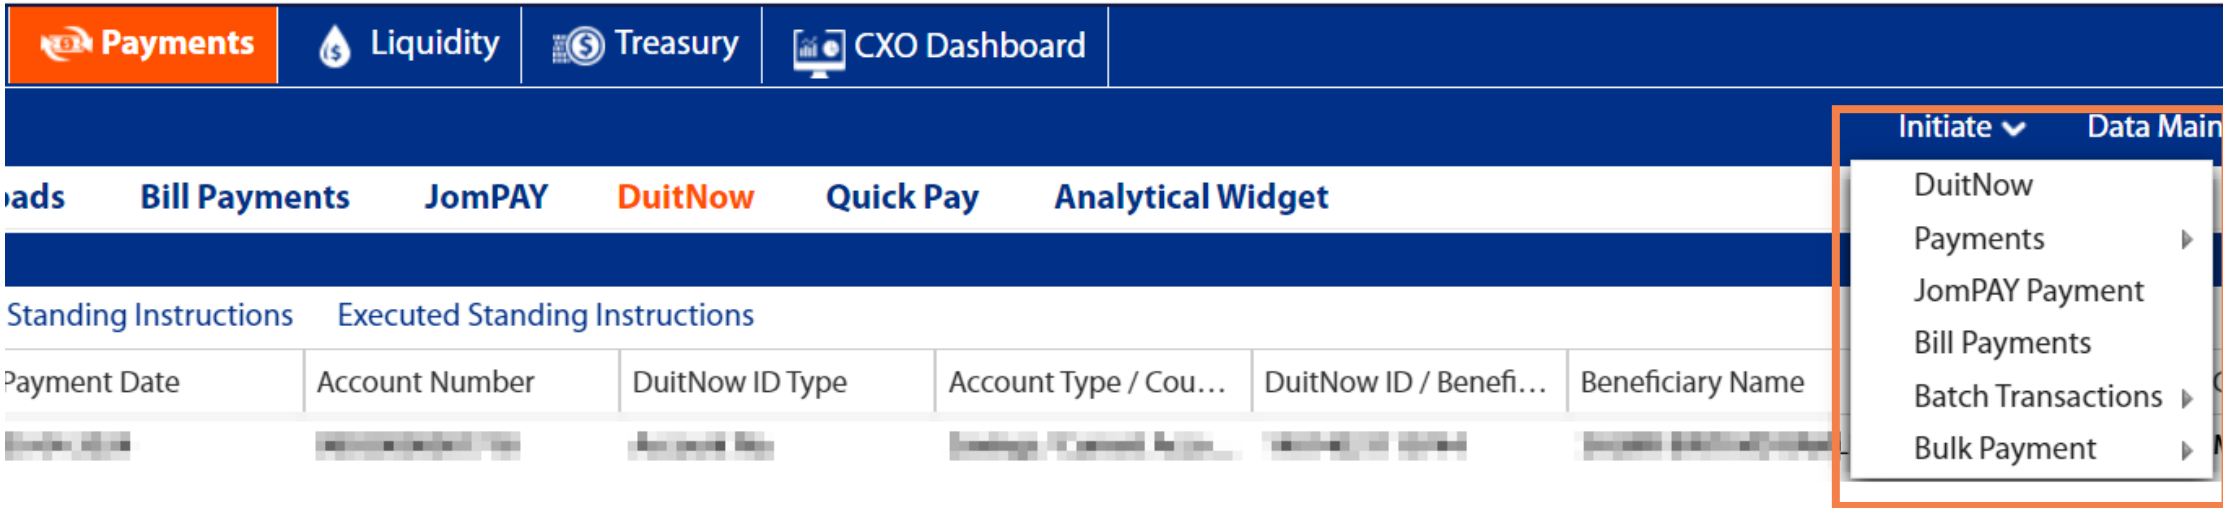 Payments Liquidity Treasury CXO Dashboard
Initiate Data Main
oads Bill Payments JomPAY DuitNow Quick Pay Analytical Widget
DuitNow
Payments
JomPAY Payment
Bill Payments
Batch Transactions
Bulk Payment
Standing Instructions Executed Standing Instructions
Payment Date Account Number DuitNow ID Type Account Type / Cou... DuitNow ID / Benefi... Beneficiary Name